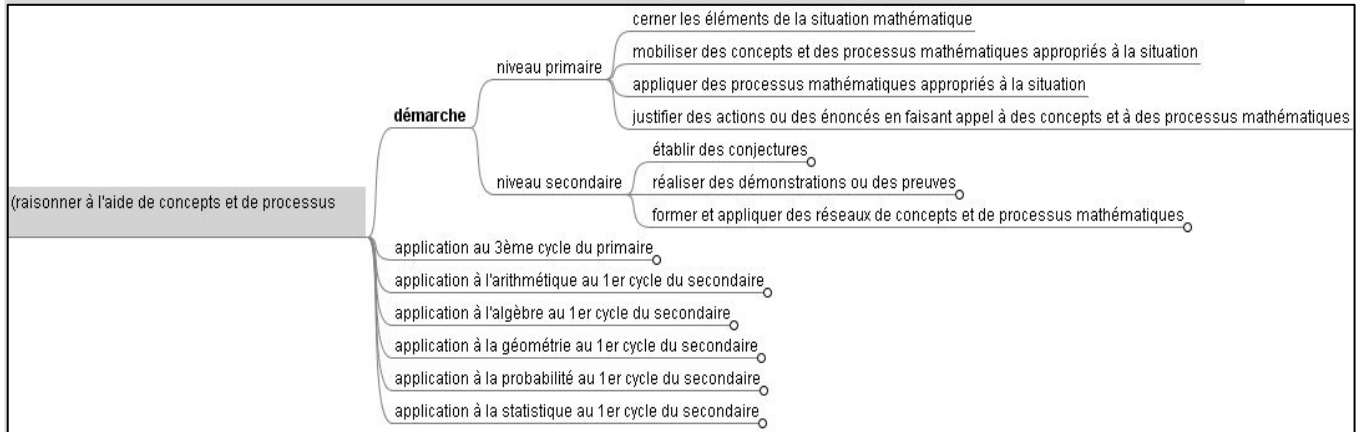 (raisonner à l'aide de concepts et de processus
démarche
niveau primaire
cerner les éléments de la situation mathématique
mobiliser des concepts et des processus mathématiques appropriés à la situation
appliquer des processus mathématiques appropriés à la situation
justifier des actions ou des énoncés en faisant appel à des concepts et à des processus mathématiques
niveau secondaire
établir des conjectures
réaliser des démonstrations ou des preuves
former et appliquer des réseaux de concepts et de processus mathématiques
application au 3ème cycle du primaire
application à l'arithmétique au 1er cycle du secondaire
application à l'algèbre au 1er cycle du secondaire
application à la géométrie au 1er cycle du secondaire
application à la probabilité au 1er cycle du secondaire
application à la statistique au 1er cycle du secondaire